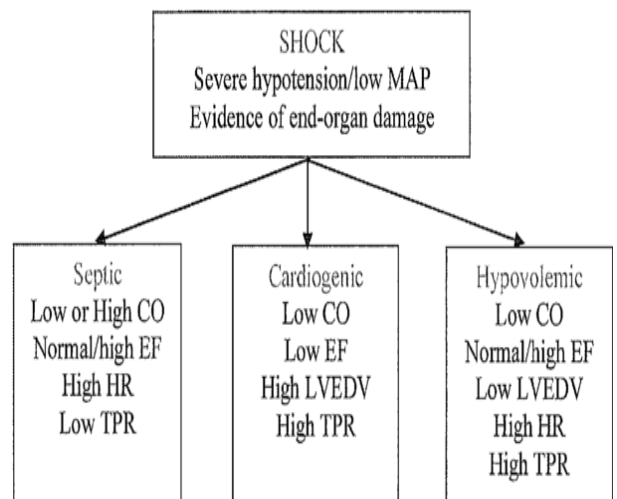 SHOCK
Severe hypotension/low MAP
Evidence of end-organ damage
Septic
Low or High CO
Normal/high EF
High HR
Low TPR
Cardiogenic
Low CO
Low EF
High LVEDV
High TPR
Hypovolemic
Low CO
Normal/high EF
Low LVEDV
High HR
High TPR